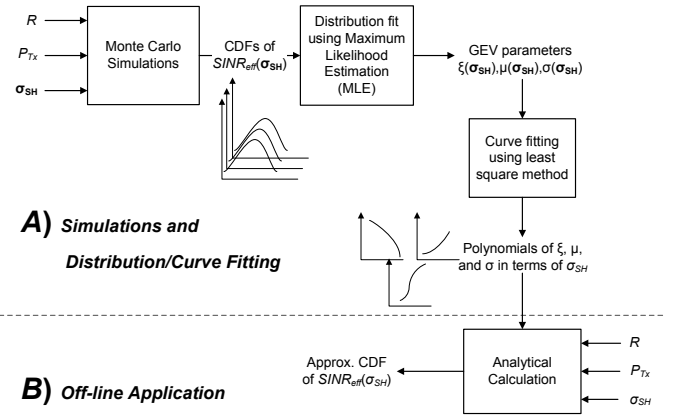 R
P_Tx
σ_SH
Monte Carlo
Simulations
CDFs of
SINR_eff(σ_SH)
Distribution fit
using Maximum
Likelihood
Estimation
(MLE)
GEV parameters
ξ(σ_SH),μ(σ_SH),σ(σ_SH)
Curve fitting
using least
square method
A) Simulations and
Distribution/Curve Fitting
Polynomials of ξ, μ,
and σ in terms of σ_SH
R
P_Tx
σ_SH
Analytical
Calculation
Approx. CDF
of SINR_eff(σ_SH)
B) Off-line Application